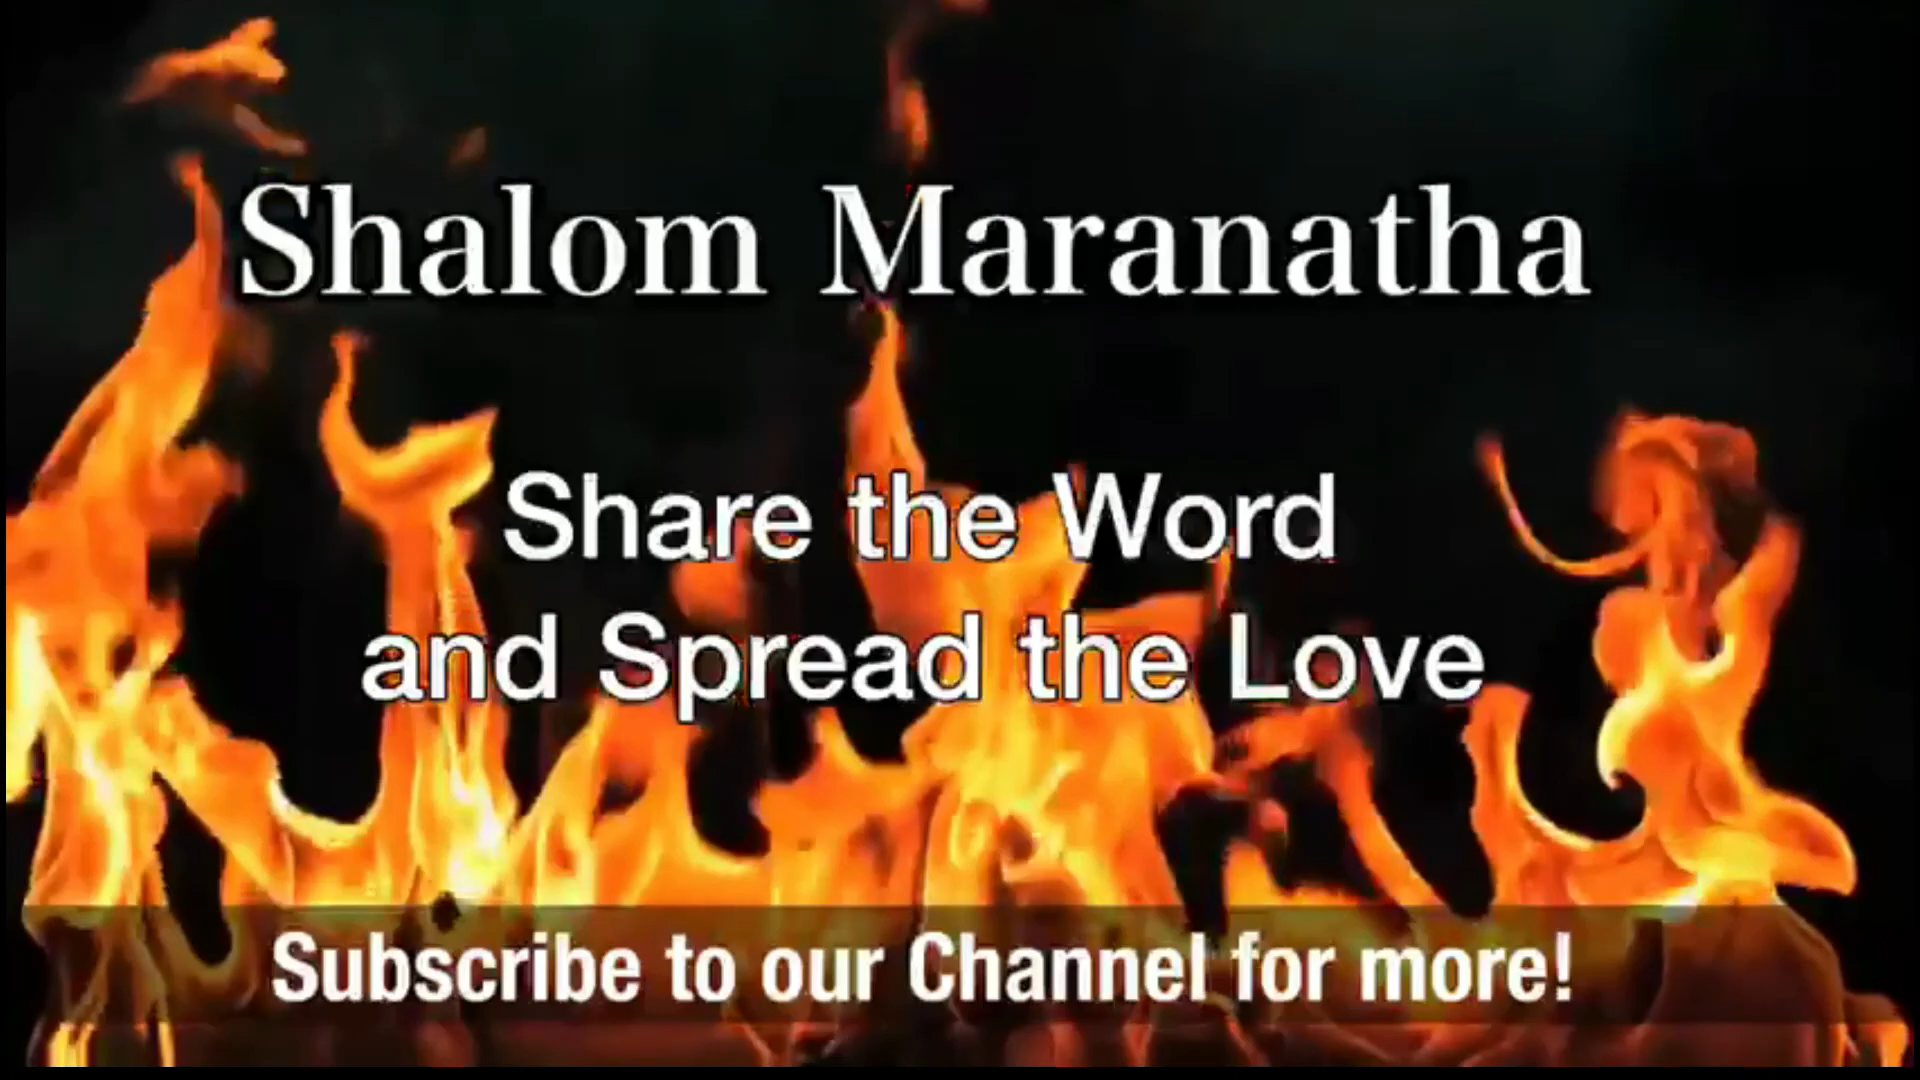 Shalom Maranatha
Share the Word
and Spread the Love
Subscribe to our Channel for more!